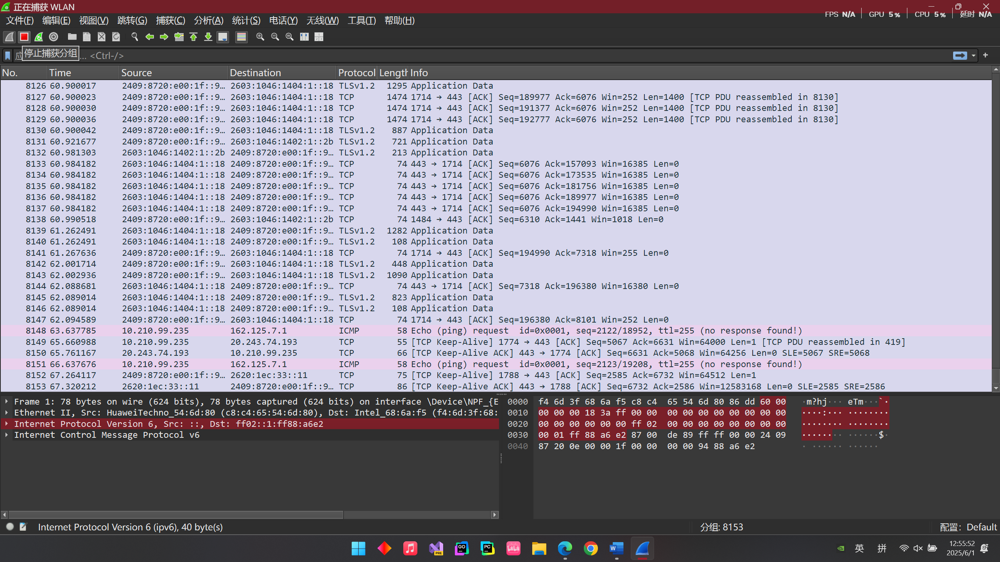 正在捕获 WLAN
FPS N/A GPU 5% CPU 5% 延时 N/A
文件(F) 编辑(E) 视图(V) 跳转(G) 捕获(C) 分析(A) 统计(S) 电话(Y) 无线(W) 工具(T) 帮助(H)
应 停止捕获分组 … <Ctrl-/>
No. Time Source Destination Protocol Length Info
8126 60.900017 2409:8720:e00:1f::9… 2603:1046:1404:1::18 TLSv1.2 1295 Application Data
8127 60.900023 2409:8720:e00:1f::9… 2603:1046:1404:1::18 TCP 1474 1714 → 443 [ACK] Seq=189977 Ack=6076 Win=252 Len=1400 [TCP PDU reassembled in 8130]
8128 60.900030 2409:8720:e00:1f::9… 2603:1046:1404:1::18 TCP 1474 1714 → 443 [ACK] Seq=191377 Ack=6076 Win=252 Len=1400 [TCP PDU reassembled in 8130]
8129 60.900036 2409:8720:e00:1f::9… 2603:1046:1404:1::18 TCP 1474 1714 → 443 [ACK] Seq=192777 Ack=6076 Win=252 Len=1400 [TCP PDU reassembled in 8130]
8130 60.900042 2409:8720:e00:1f::9… 2603:1046:1404:1::18 TLSv1.2 887 Application Data
8131 60.921677 2409:8720:e00:1f::9… 2603:1046:1402:1::2b TLSv1.2 721 Application Data
8132 60.981303 2603:1046:1402:1::2b 2409:8720:e00:1f::9… TLSv1.2 213 Application Data
8133 60.984182 2603:1046:1404:1::18 2409:8720:e00:1f::9… TCP 74 443 → 1714 [ACK] Seq=6076 Ack=157093 Win=16385 Len=0
8134 60.984182 2603:1046:1404:1::18 2409:8720:e00:1f::9… TCP 74 443 → 1714 [ACK] Seq=6076 Ack=173535 Win=16385 Len=0
8135 60.984182 2603:1046:1404:1::18 2409:8720:e00:1f::9… TCP 74 443 → 1714 [ACK] Seq=6076 Ack=181756 Win=16385 Len=0
8136 60.984182 2603:1046:1404:1::18 2409:8720:e00:1f::9… TCP 74 443 → 1714 [ACK] Seq=6076 Ack=189977 Win=16385 Len=0
8137 60.984182 2603:1046:1404:1::18 2409:8720:e00:1f::9… TCP 74 443 → 1714 [ACK] Seq=6076 Ack=194990 Win=16385 Len=0
8138 60.990518 2409:8720:e00:1f::9… 2603:1046:1402:1::2b TCP 74 1484 → 443 [ACK] Seq=6310 Ack=1441 Win=1018 Len=0
8139 61.262491 2603:1046:1404:1::18 2409:8720:e00:1f::9… TLSv1.2 1282 Application Data
8140 61.262491 2603:1046:1404:1::18 2409:8720:e00:1f::9… TLSv1.2 108 Application Data
8141 61.267636 2409:8720:e00:1f::9… 2603:1046:1404:1::18 TCP 74 1714 → 443 [ACK] Seq=194990 Ack=7318 Win=255 Len=0
8142 62.001714 2409:8720:e00:1f::9… 2603:1046:1404:1::18 TLSv1.2 448 Application Data
8143 62.002936 2409:8720:e00:1f::9… 2603:1046:1404:1::18 TLSv1.2 1090 Application Data
8144 62.088681 2603:1046:1404:1::18 2409:8720:e00:1f::9… TCP 74 443 → 1714 [ACK] Seq=7318 Ack=196380 Win=16380 Len=0
8145 62.089014 2603:1046:1404:1::18 2409:8720:e00:1f::9… TLSv1.2 823 Application Data
8146 62.089014 2603:1046:1404:1::18 2409:8720:e00:1f::9… TLSv1.2 108 Application Data
8147 62.094589 2409:8720:e00:1f::9… 2603:1046:1404:1::18 TCP 74 1714 → 443 [ACK] Seq=196380 Ack=8101 Win=252 Len=0
8148 63.637785 10.210.99.235 162.125.7.1 ICMP 58 Echo (ping) request id=0x0001, seq=2122/18952, ttl=255 (no response found!)
8149 65.660988 10.210.99.235 20.243.74.193 TCP 55 [TCP Keep-Alive] 1774 → 443 [ACK] Seq=5067 Ack=6631 Win=64000 Len=1 [TCP PDU reassembled in 419]
8150 65.761167 20.243.74.193 10.210.99.235 TCP 66 [TCP Keep-Alive ACK] 443 → 1774 [ACK] Seq=6631 Ack=5068 Win=64256 Len=0 SLE=5067 SRE=5068
8151 66.637676 10.210.99.235 162.125.7.1 ICMP 58 Echo (ping) request id=0x0001, seq=2123/19208, ttl=255 (no response found!)
8152 67.264117 2409:8720:e00:1f::9… 2620:1ec:33::11 TCP 75 [TCP Keep-Alive] 1788 → 443 [ACK] Seq=2585 Ack=6732 Win=64512 Len=1
8153 67.320212 2620:1ec:33::11 2409:8720:e00:1f::9… TCP 86 [TCP Keep-Alive ACK] 443 → 1788 [ACK] Seq=6732 Ack=2586 Win=12583168 Len=0 SLE=2585 SRE=2586
Frame 1: 78 bytes on wire (624 bits), 78 bytes captured (624 bits) on interface \Device\NPF_{E
Ethernet II, Src: HuaweiTechno_54:6d:80 (c8:c4:65:54:6d:80), Dst: Intel_68:6a:f5 (f4:6d:3f:68:
Internet Protocol Version 6, Src: ::, Dst: ff02::1:ff88:a6e2
Internet Control Message Protocol v6
0000 f4 6d 3f 68 6a f5 c8 c4 65 54 6d 80 86 dd 60 00 ·m?hj··· eTm···`·
0010 00 00 00 18 3a ff 00 00 00 00 00 00 00 00 00 00 ····:··· ········
0020 00 00 00 00 00 00 ff 02 00 00 00 00 00 00 00 00 ········ ········
0030 00 01 ff 88 a6 e2 87 00 de 89 ff ff 00 00 24 09 ········ ······$·
0040 87 20 0e 00 00 1f 00 00 00 00 94 88 a6 e2 · ······ ······
Internet Protocol Version 6 (ipv6), 40 byte(s) 分组: 8153 配置: Default
PRE GO PC bilibili W 英 拼 12:55:52
2025/6/1